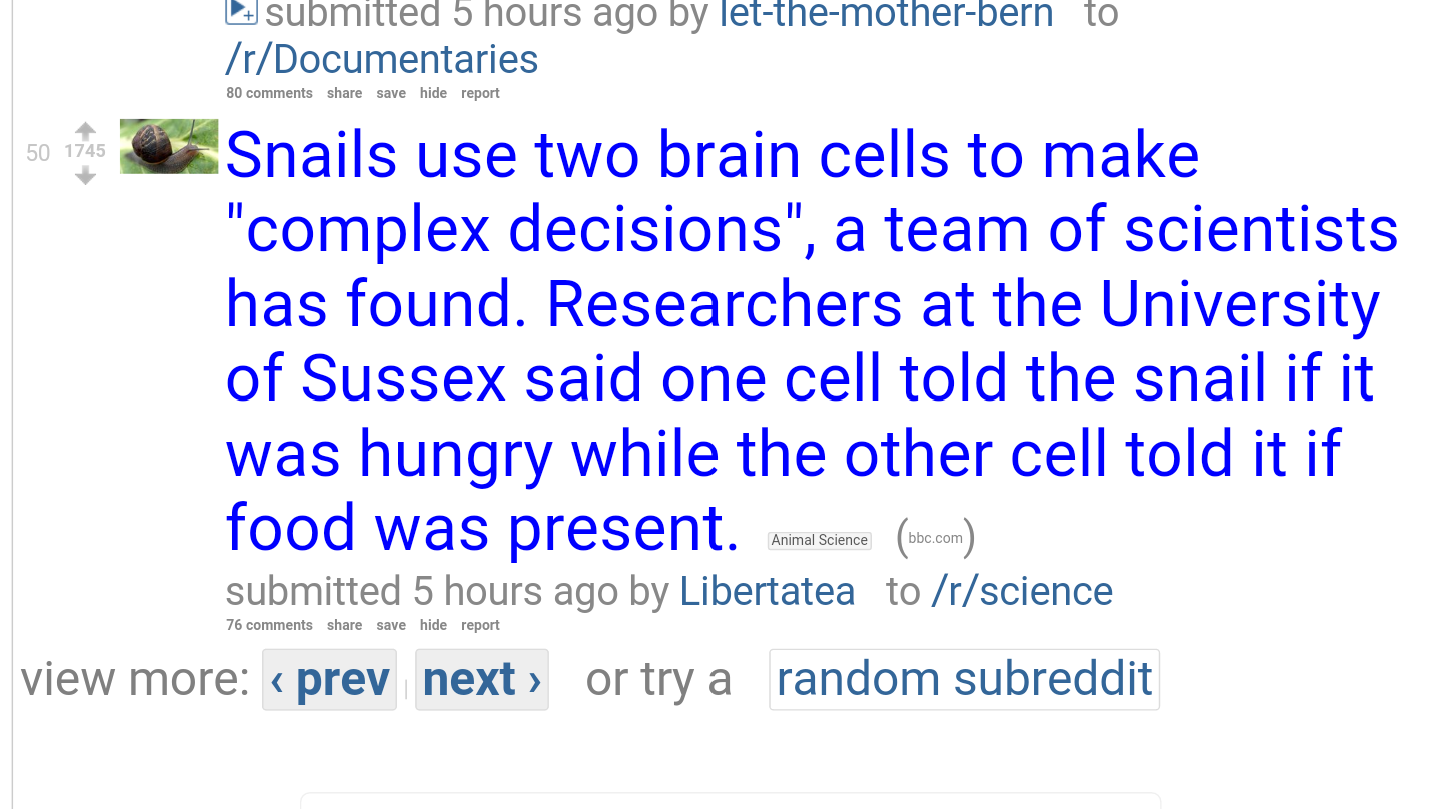 submitted 5 hours ago by let-the-mother-bern to
/r/Documentaries
80 comments share save hide report
50 1745 Snails use two brain cells to make
"complex decisions", a team of scientists
has found. Researchers at the University
of Sussex said one cell told the snail if it
was hungry while the other cell told it if
food was present. Animal Science (bbc.com)
submitted 5 hours ago by Libertatea to /r/science
76 comments share save hide report
view more: ‹ prev | next › or try a random subreddit